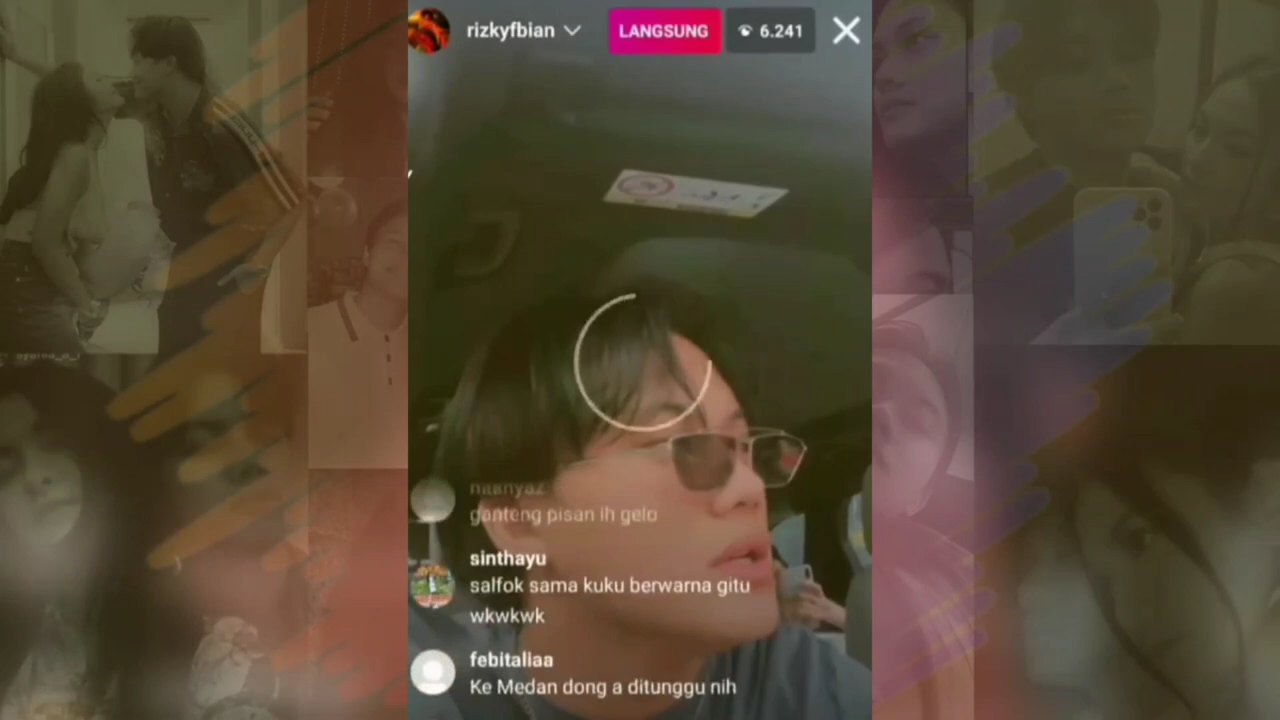 rizkyfbian
LANGSUNG
6.241
ganteng pisan ih gelo
sinthayu
salfok sama kuku berwarna gitu
wkwkwk
febitaliaa
Ke Medan dong a ditunggu nih